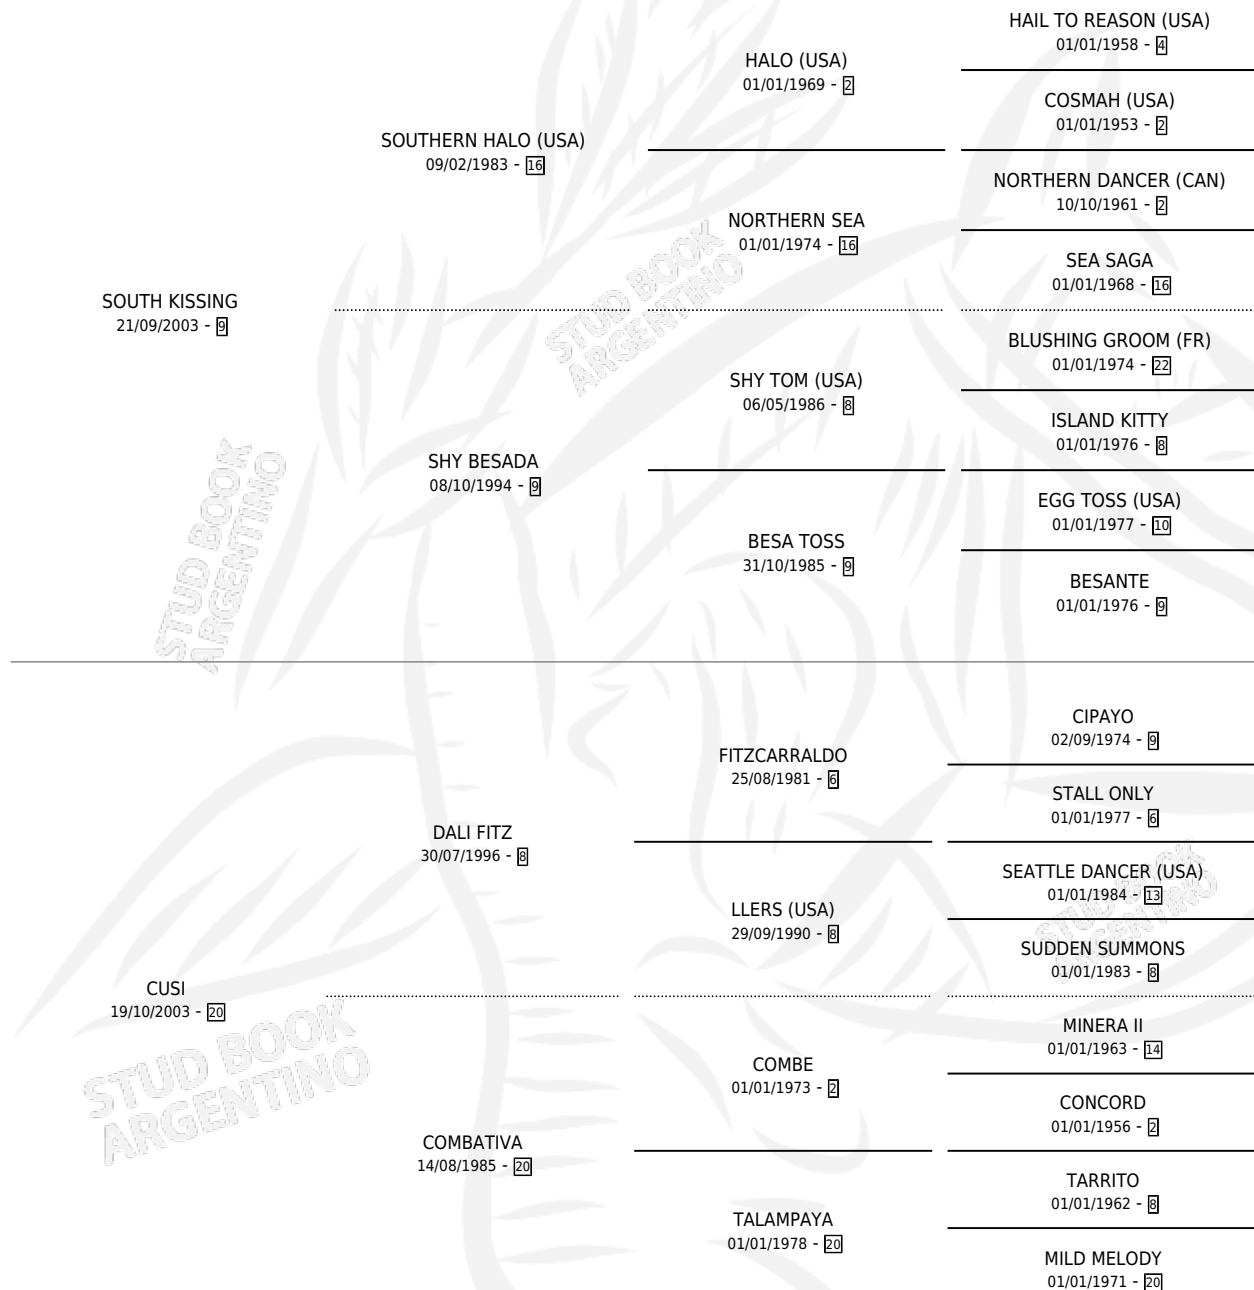 HAIL TO REASON (USA)
01/01/1958 - 4
HALO (USA)
01/01/1969 - 2
COSMAH (USA)
01/01/1953 - 2
SOUTHERN HALO (USA)
09/02/1983 - 16
NORTHERN DANCER (CAN)
10/10/1961 - 2
NORTHERN SEA
01/01/1974 - 16
SEA SAGA
01/01/1968 - 16
SOUTH KISSING
21/09/2003 - 9
STUD BOOK
ARGENTINO
BLUSHING GROOM (FR)
01/01/1974 - 22
SHY TOM (USA)
06/05/1986 - 8
ISLAND KITTY
01/01/1976 - 8
SHY BESADA
08/10/1994 - 9
EGG TOSS (USA)
01/01/1977 - 10
BESA TOSS
31/10/1985 - 9
BESANTE
01/01/1976 - 9
STUD BOOK
ARGENTINO
CIPAYO
02/09/1974 - 9
FITZCARRALDO
25/08/1981 - 6
STALL ONLY
01/01/1977 - 6
DALI FITZ
30/07/1996 - 8
SEATTLE DANCER (USA)
01/01/1984 - 13
LLERS (USA)
29/09/1990 - 8
STUD BOOK
ARGENTINO
SUDDEN SUMMONS
01/01/1983 - 8
CUSI
19/10/2003 - 20
STUD BOOK
ARGENTINO
MINERA II
01/01/1963 - 14
COMBE
01/01/1973 - 2
CONCORD
01/01/1956 - 2
COMBATIVA
14/08/1985 - 20
TARRITO
01/01/1962 - 8
TALAMPAYA
01/01/1978 - 20
MILD MELODY
01/01/1971 - 20